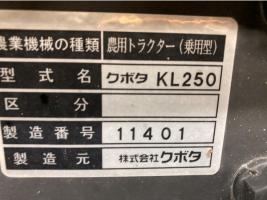 農業機械の種類 農用トラクター(乗用型)
型式名 クボタ KL250
区分
製造番号 11401
製造元 株式会社クボタ